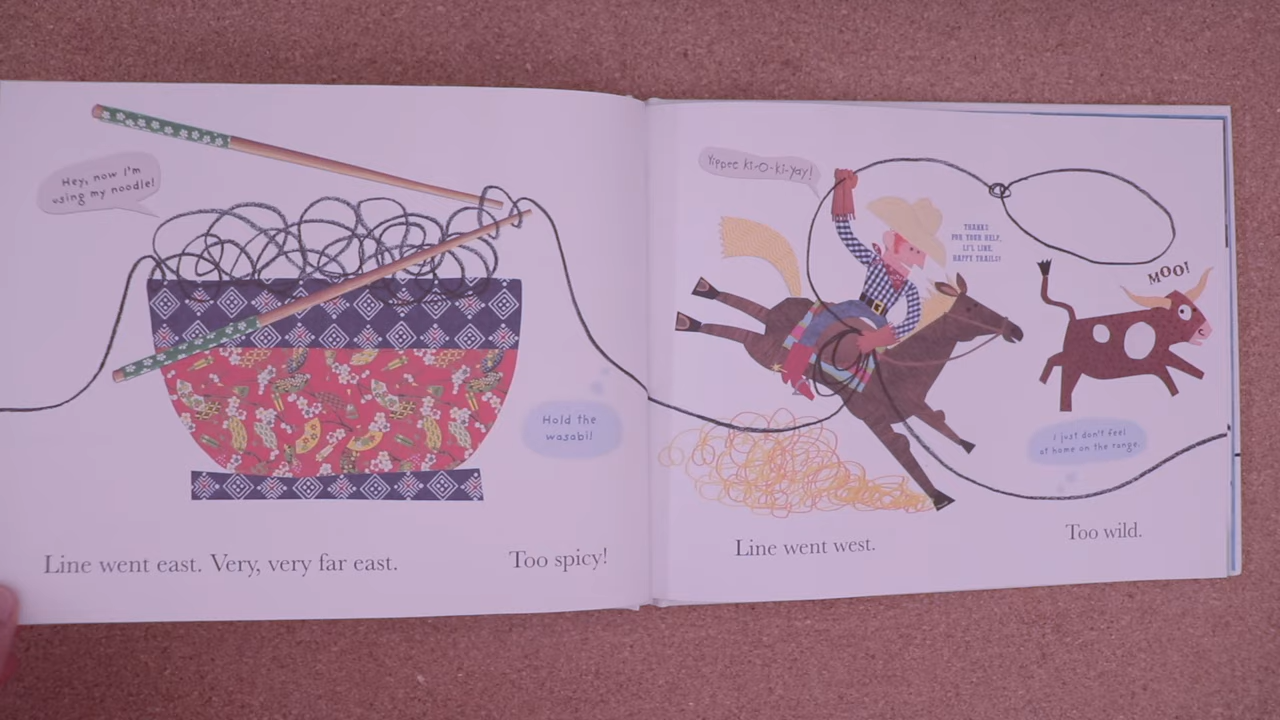 Hey, now I'm
using my noodle!
Hold the
wasabi!
Line went east. Very, very far east.
Too spicy!
Yippee ki-o-ki-yay!
THANKS
FOR YOUR HELP,
LI'L LINE.
HAPPY TRAILS!
MOO!
I just don't feel
at home on the range.
Line went west.
Too wild.